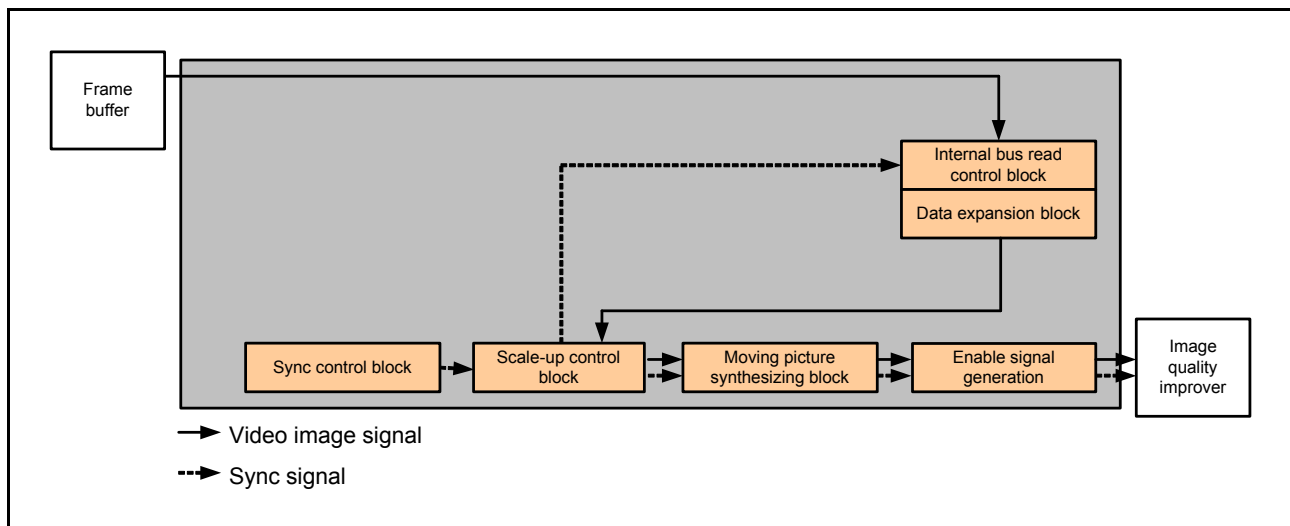 Frame
buffer
Internal bus read
control block
Data expansion block
Sync control block
Scale-up control
block
Moving picture
synthesizing block
Enable signal
generation
Image
quality
improver
Video image signal
Sync signal